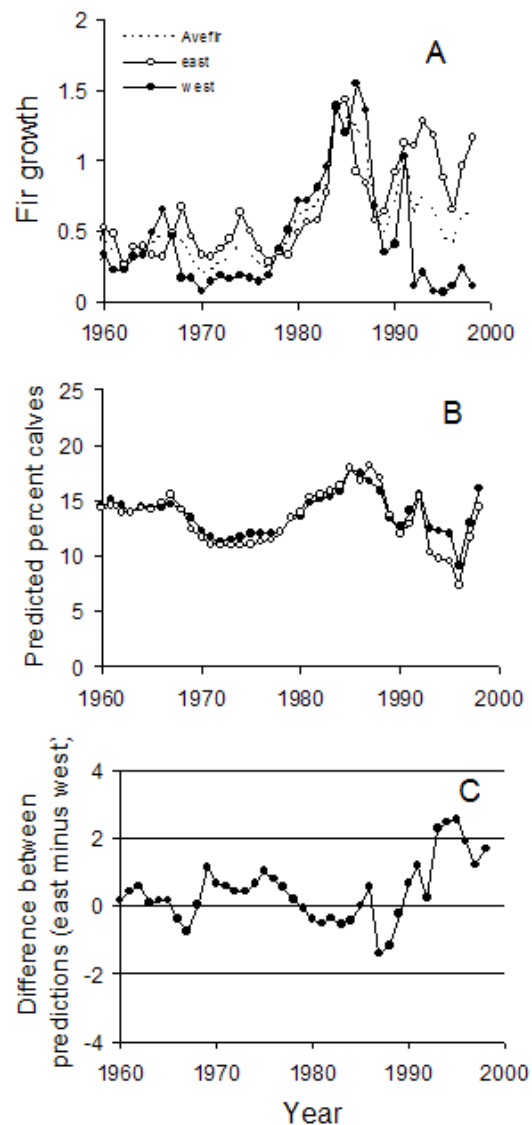 2
Avefir
A
east
west
1.5
Fir growth
1
0.5
0
1960 1970 1980 1990 2000
25
B
20
Predicted percent calves
15
10
5
0
1960 1970 1980 1990 2000
4
C
2
Difference between
predictions (east minus west)
0
-2
-4
1960 1970 1980 1990 2000
Year